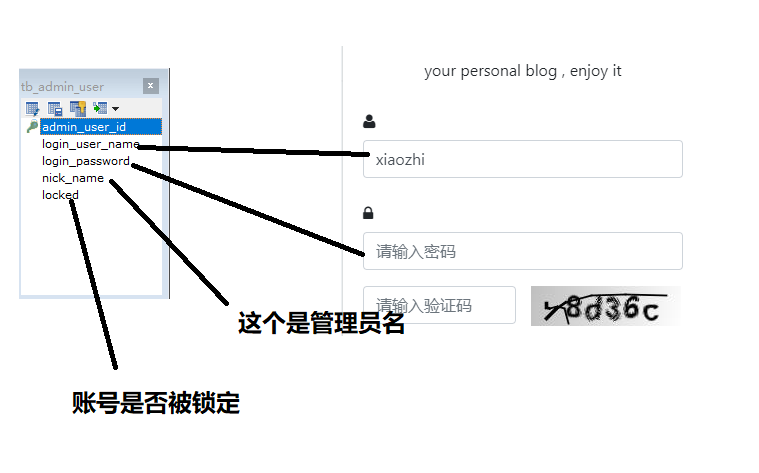 tb_admin_user
admin_user_id
login_user_name
login_password
nick_name
locked
your personal blog , enjoy it
xiaozhi
请输入密码
请输入验证码
8d36c
这个是管理员名
账号是否被锁定